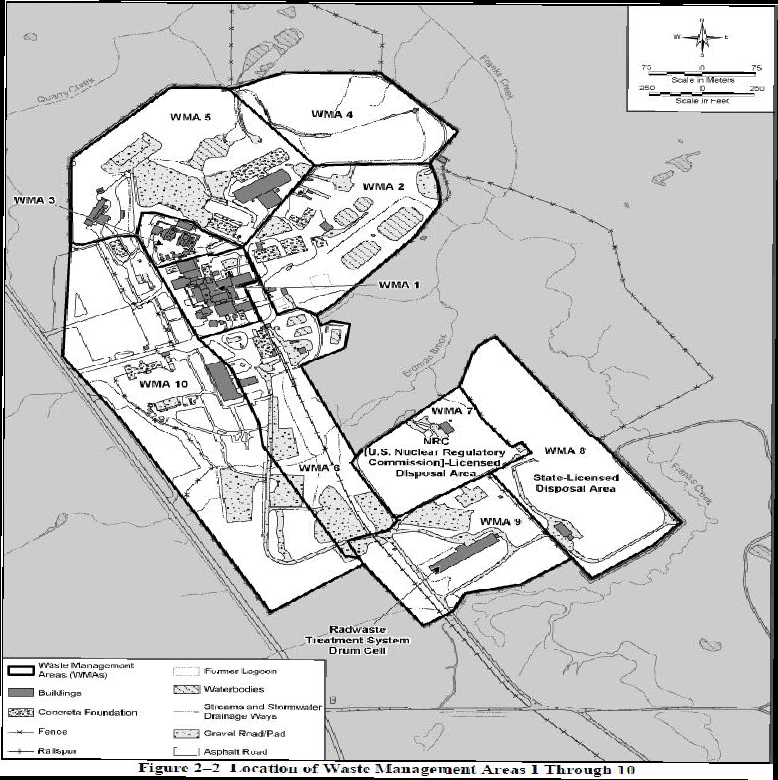 N
W E
S
75 0 75
Scale in Meters
250 0 250
Scale in Feet
Quarry Creek
Franks Creek
WMA 5
WMA 4
WMA 3
WMA 2
WMA 1
Erdman Brook
WMA 10
WMA 7
NRC
[U.S. Nuclear Regulatory
Commission]-Licensed
Disposal Area
WMA 8
State-Licensed
Disposal Area
WMA 6
Franks Creek
WMA 9
Radwaste
Treatment System
Drum Cell
Waste Management
Areas (WMAs)
Buildings
Concrete Foundation
Fence
Railspur
Former Lagoon
Waterbodies
Streams and Stormwater
Drainage Ways
Gravel Road/Pad
Asphalt Road
Figure 2–2 Location of Waste Management Areas 1 Through 10